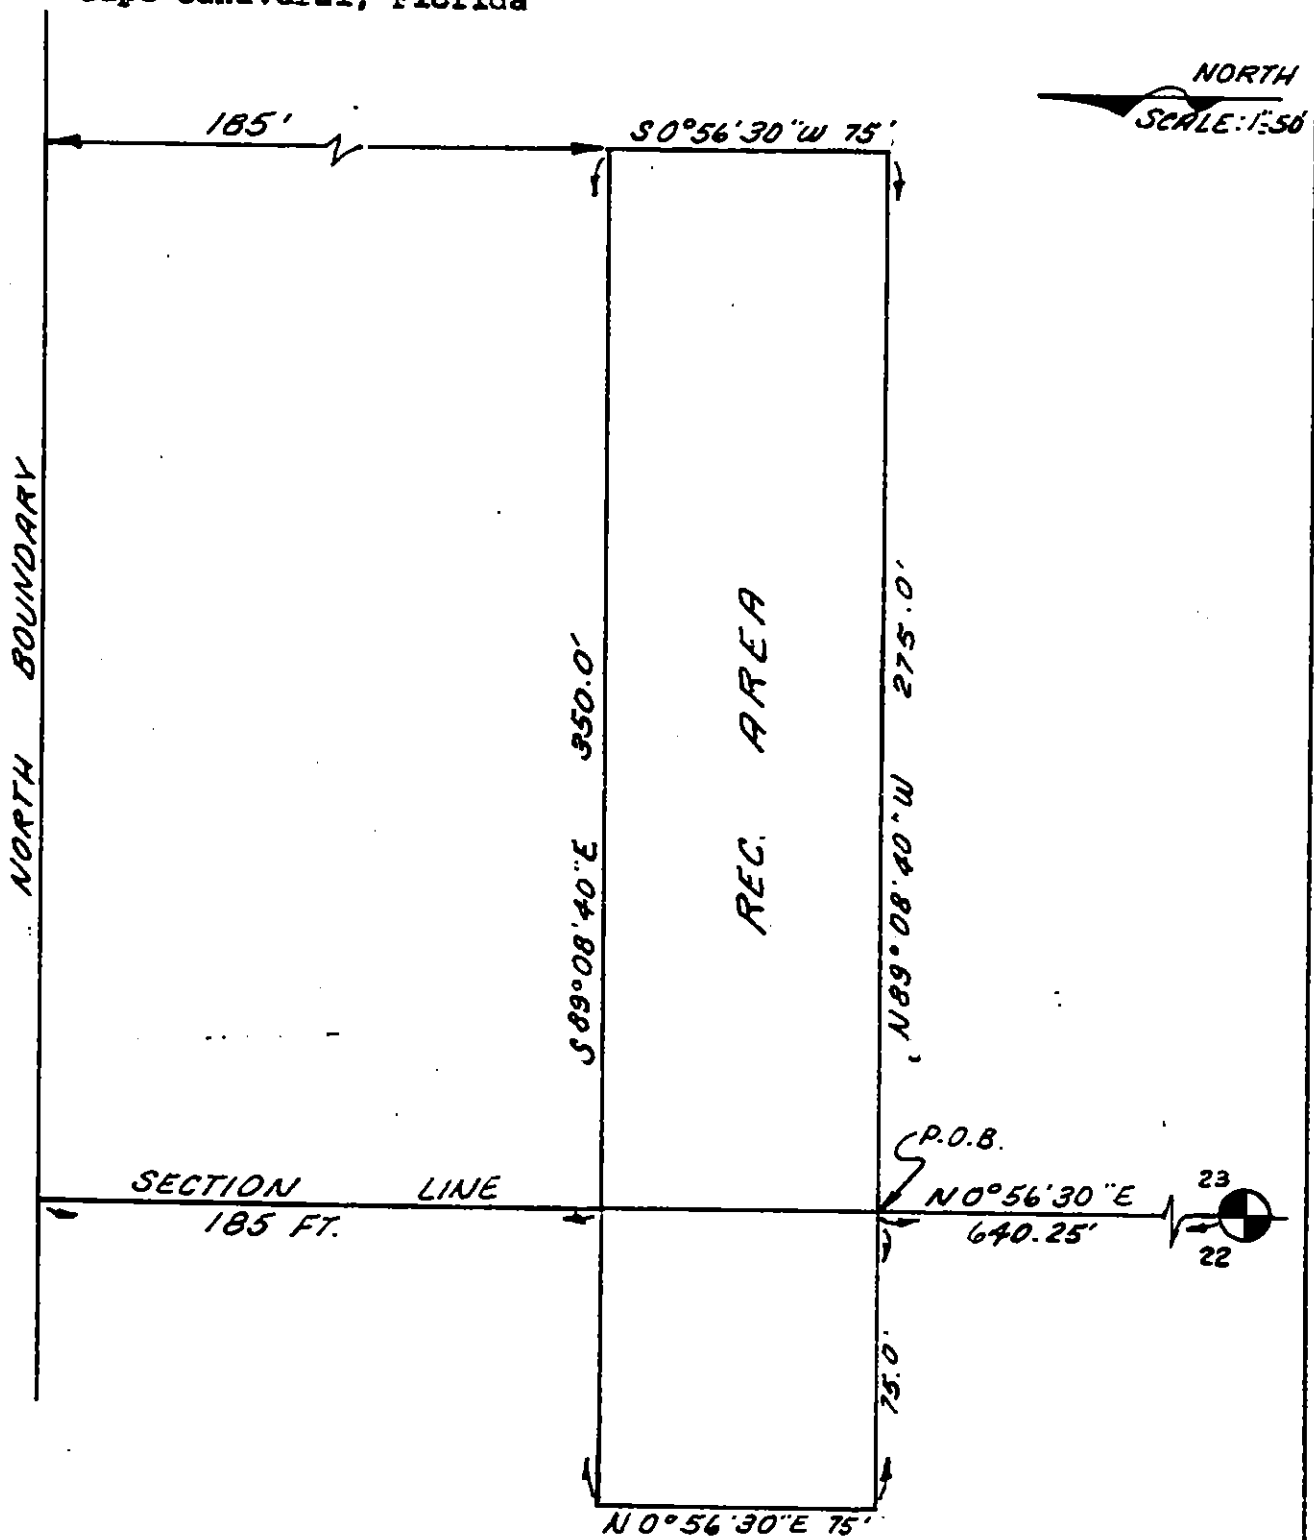 Cape Canaveral, Florida
NORTH
SCALE: 1"=50'
185'
S 0°56'30"W 75'
NORTH BOUNDARY
S 89°08'40"E 350.0'
REC. AREA
N89°08'40"W 275.0'
P.O.B.
SECTION LINE
185 FT.
N 0°56'30"E
640.25'
23
22
75.0'
N 0°56'30"E 75'